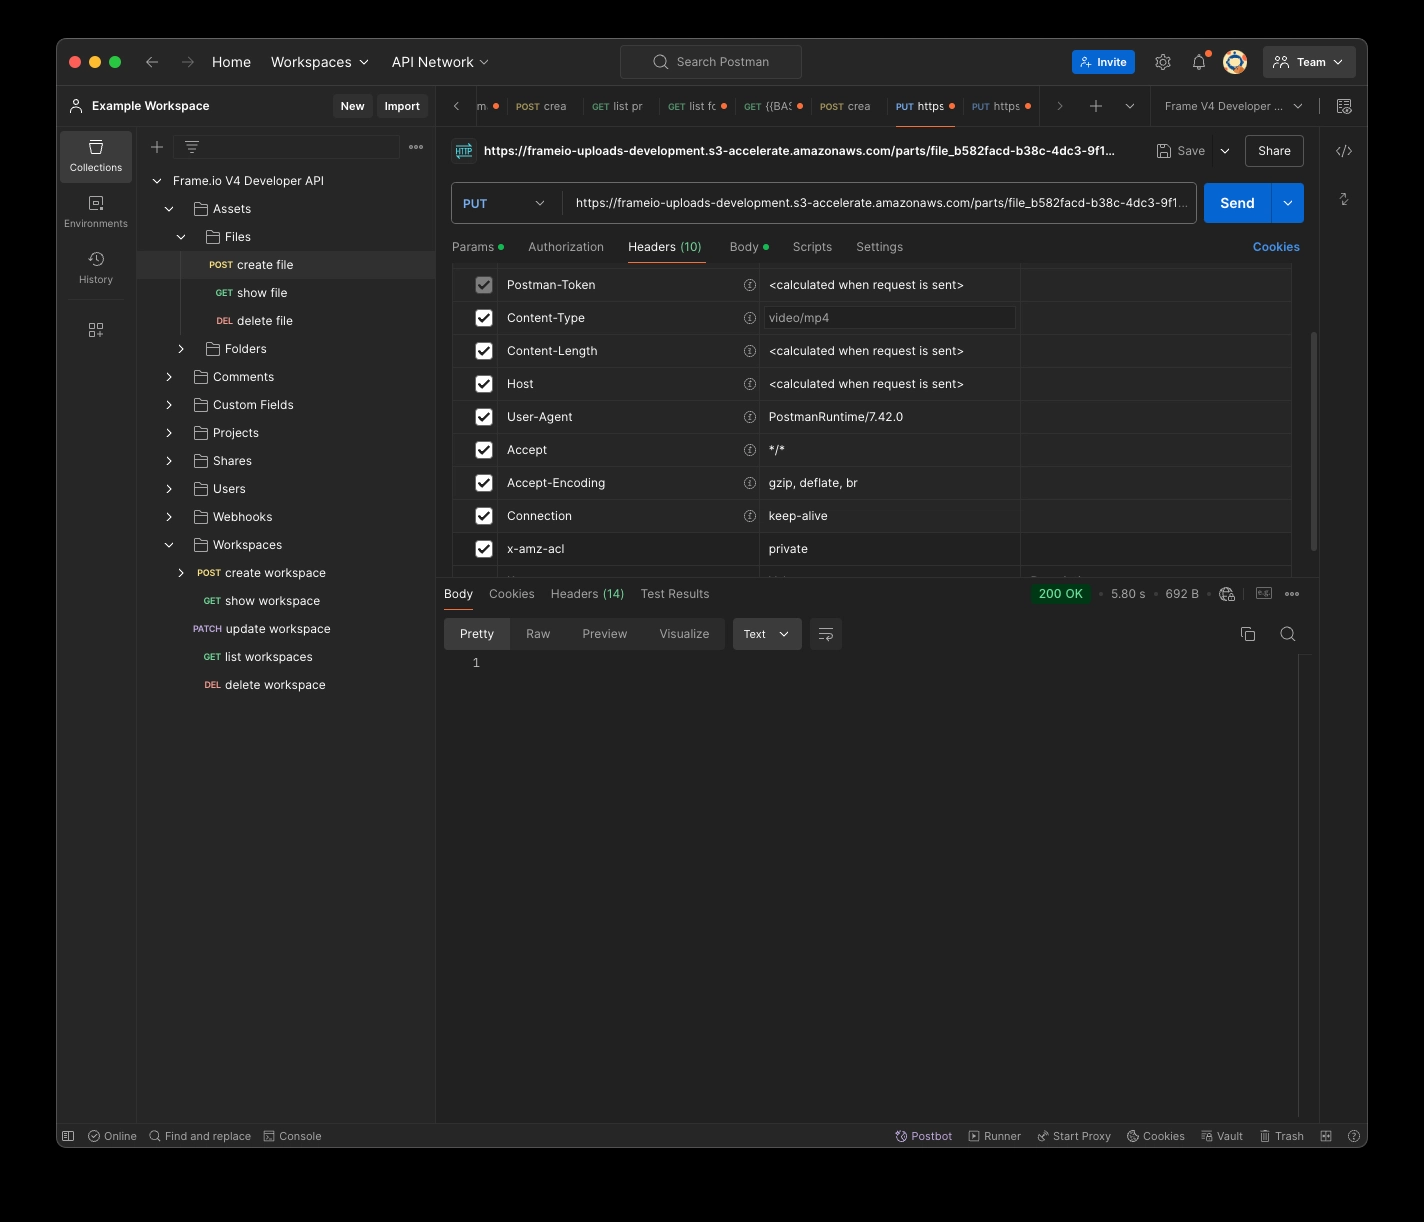 Home
Workspaces
API Network
Search Postman
Invite
Team
Example Workspace
New
Import
POST crea
GET list pr
GET list fo
GET {{BAS
POST crea
PUT https
PUT https
Frame V4 Developer ...
Collections
Environments
History
Frame.io V4 Developer API
Assets
Files
POST create file
GET show file
DEL delete file
Folders
Comments
Custom Fields
Projects
Shares
Users
Webhooks
Workspaces
POST create workspace
GET show workspace
PATCH update workspace
GET list workspaces
DEL delete workspace
HTTP
https://frameio-uploads-development.s3-accelerate.amazonaws.com/parts/file_b582facd-b38c-4dc3-9f1...
Save
Share
PUT
https://frameio-uploads-development.s3-accelerate.amazonaws.com/parts/file_b582facd-b38c-4dc3-9f1...
Send
Params
Authorization
Headers (10)
Body
Scripts
Settings
Cookies
Postman-Token
<calculated when request is sent>
Content-Type
video/mp4
Content-Length
<calculated when request is sent>
Host
<calculated when request is sent>
User-Agent
PostmanRuntime/7.42.0
Accept
*/*
Accept-Encoding
gzip, deflate, br
Connection
keep-alive
x-amz-acl
private
Body
Cookies
Headers (14)
Test Results
200 OK
5.80 s
692 B
e.g.
Pretty
Raw
Preview
Visualize
Text
1
Online
Find and replace
Console
Postbot
Runner
Start Proxy
Cookies
Vault
Trash